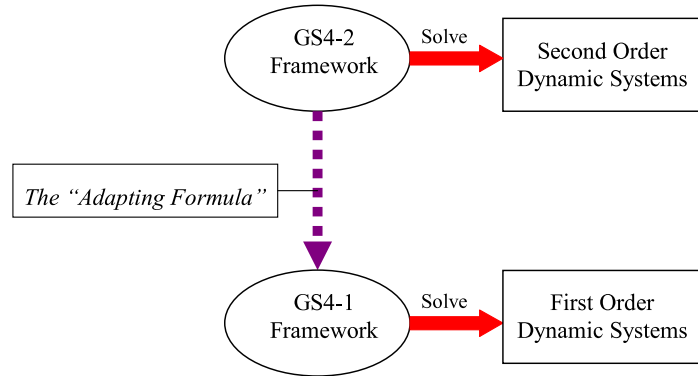 GS4-2
Framework
Solve
Second Order
Dynamic Systems
The “Adapting Formula”
GS4-1
Framework
Solve
First Order
Dynamic Systems